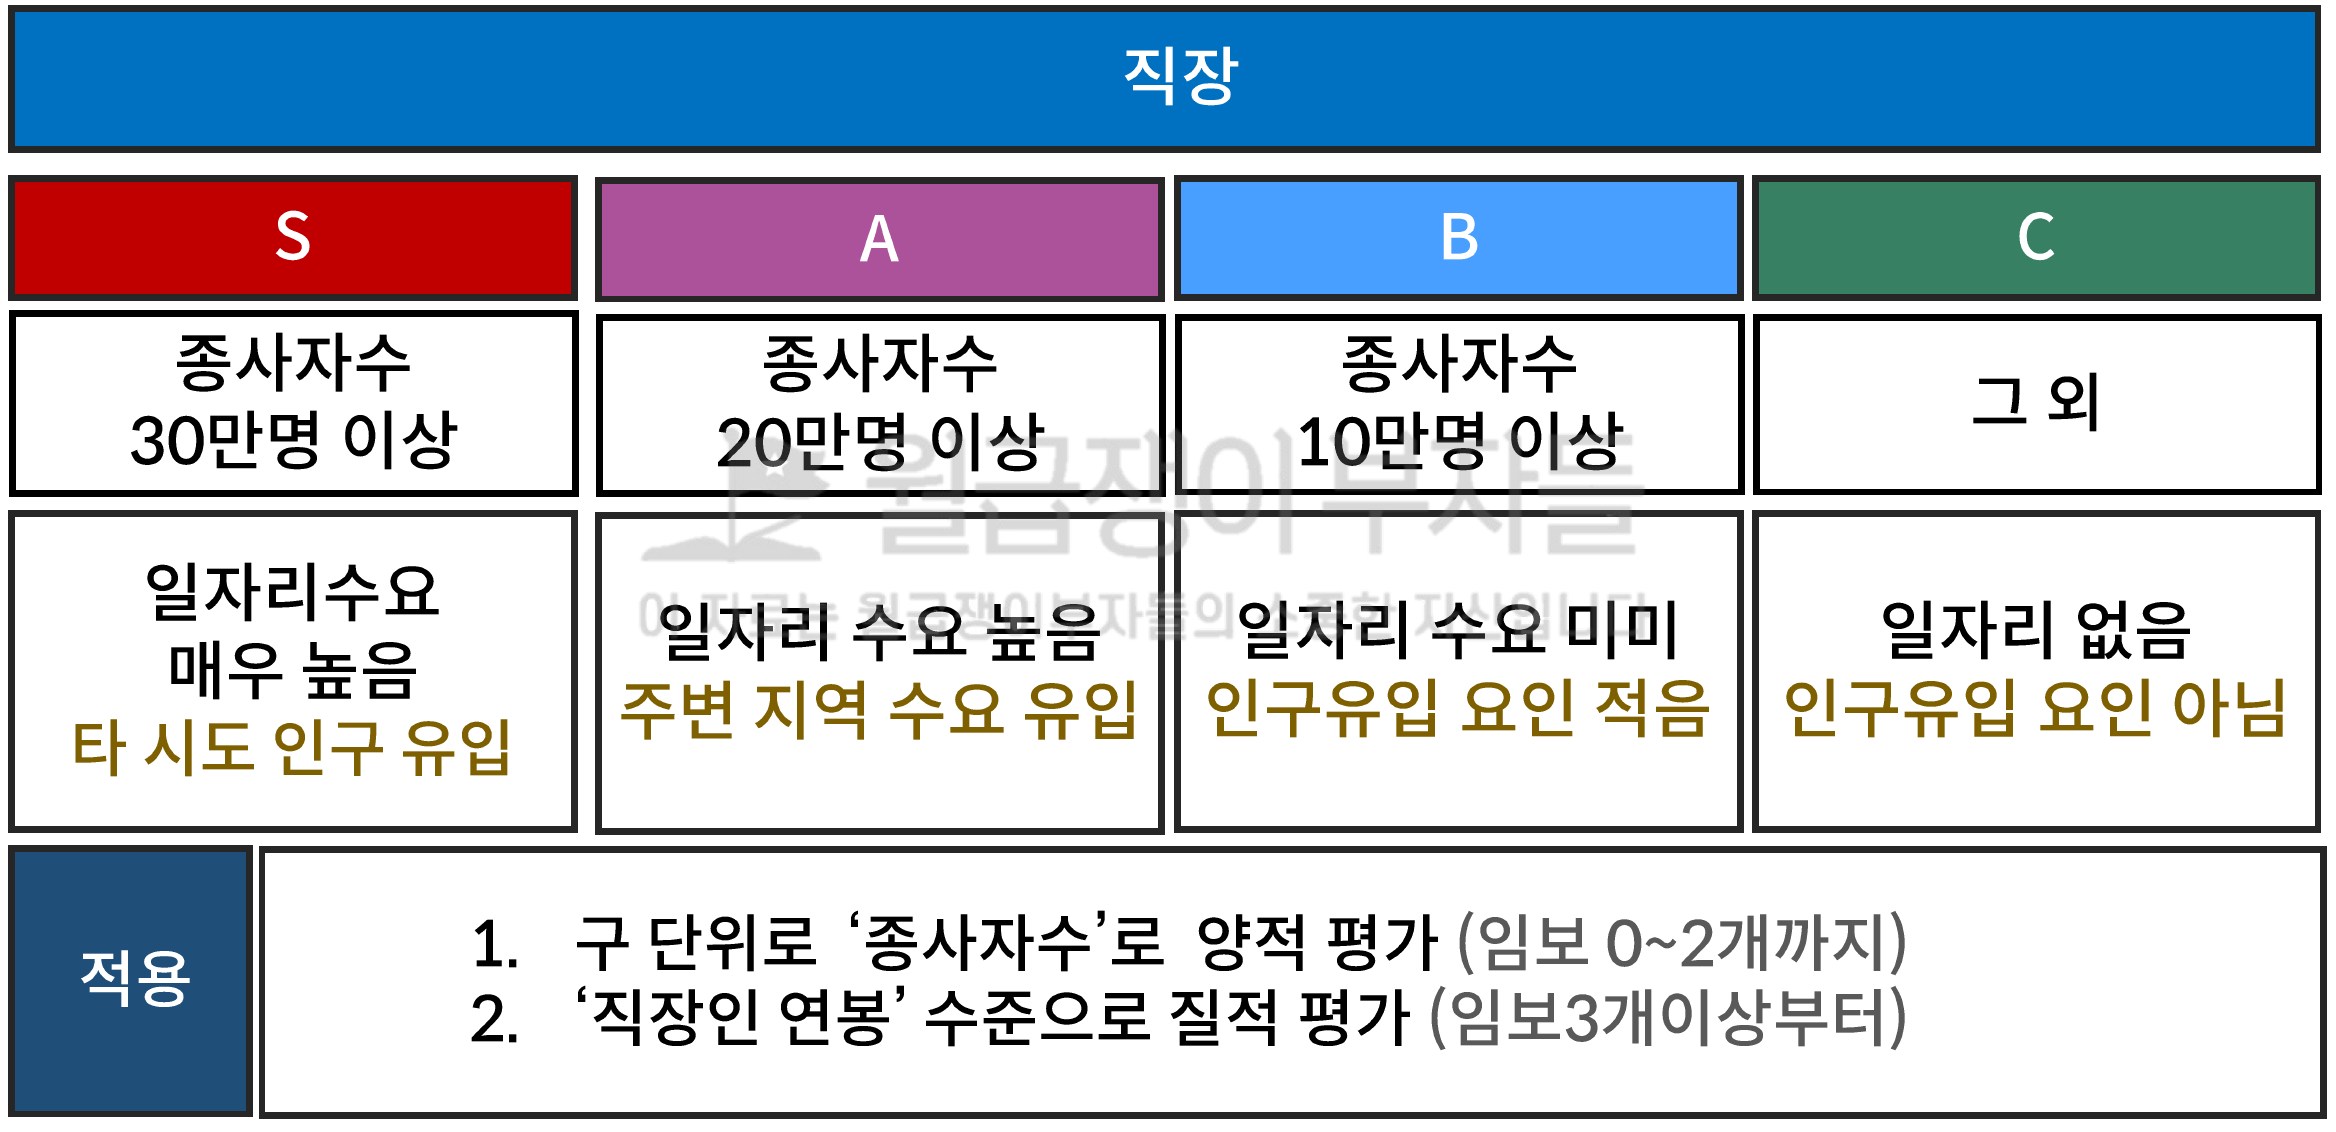 직장
S
A
B
C
종사자수
30만명 이상
종사자수
20만명 이상
종사자수
10만명 이상
그 외
일자리수요
매우 높음
타 시도 인구 유입
일자리 수요 높음
주변 지역 수요 유입
일자리 수요 미미
인구유입 요인 적음
일자리 없음
인구유입 요인 아님
월급쟁이부자들
이 자료는 월급쟁이부자들의 소중한 자산입니다
적용
1. 구 단위로 ‘종사자수’로 양적 평가 (임보 0~2개까지)
2. ‘직장인 연봉’ 수준으로 질적 평가 (임보3개이상부터)